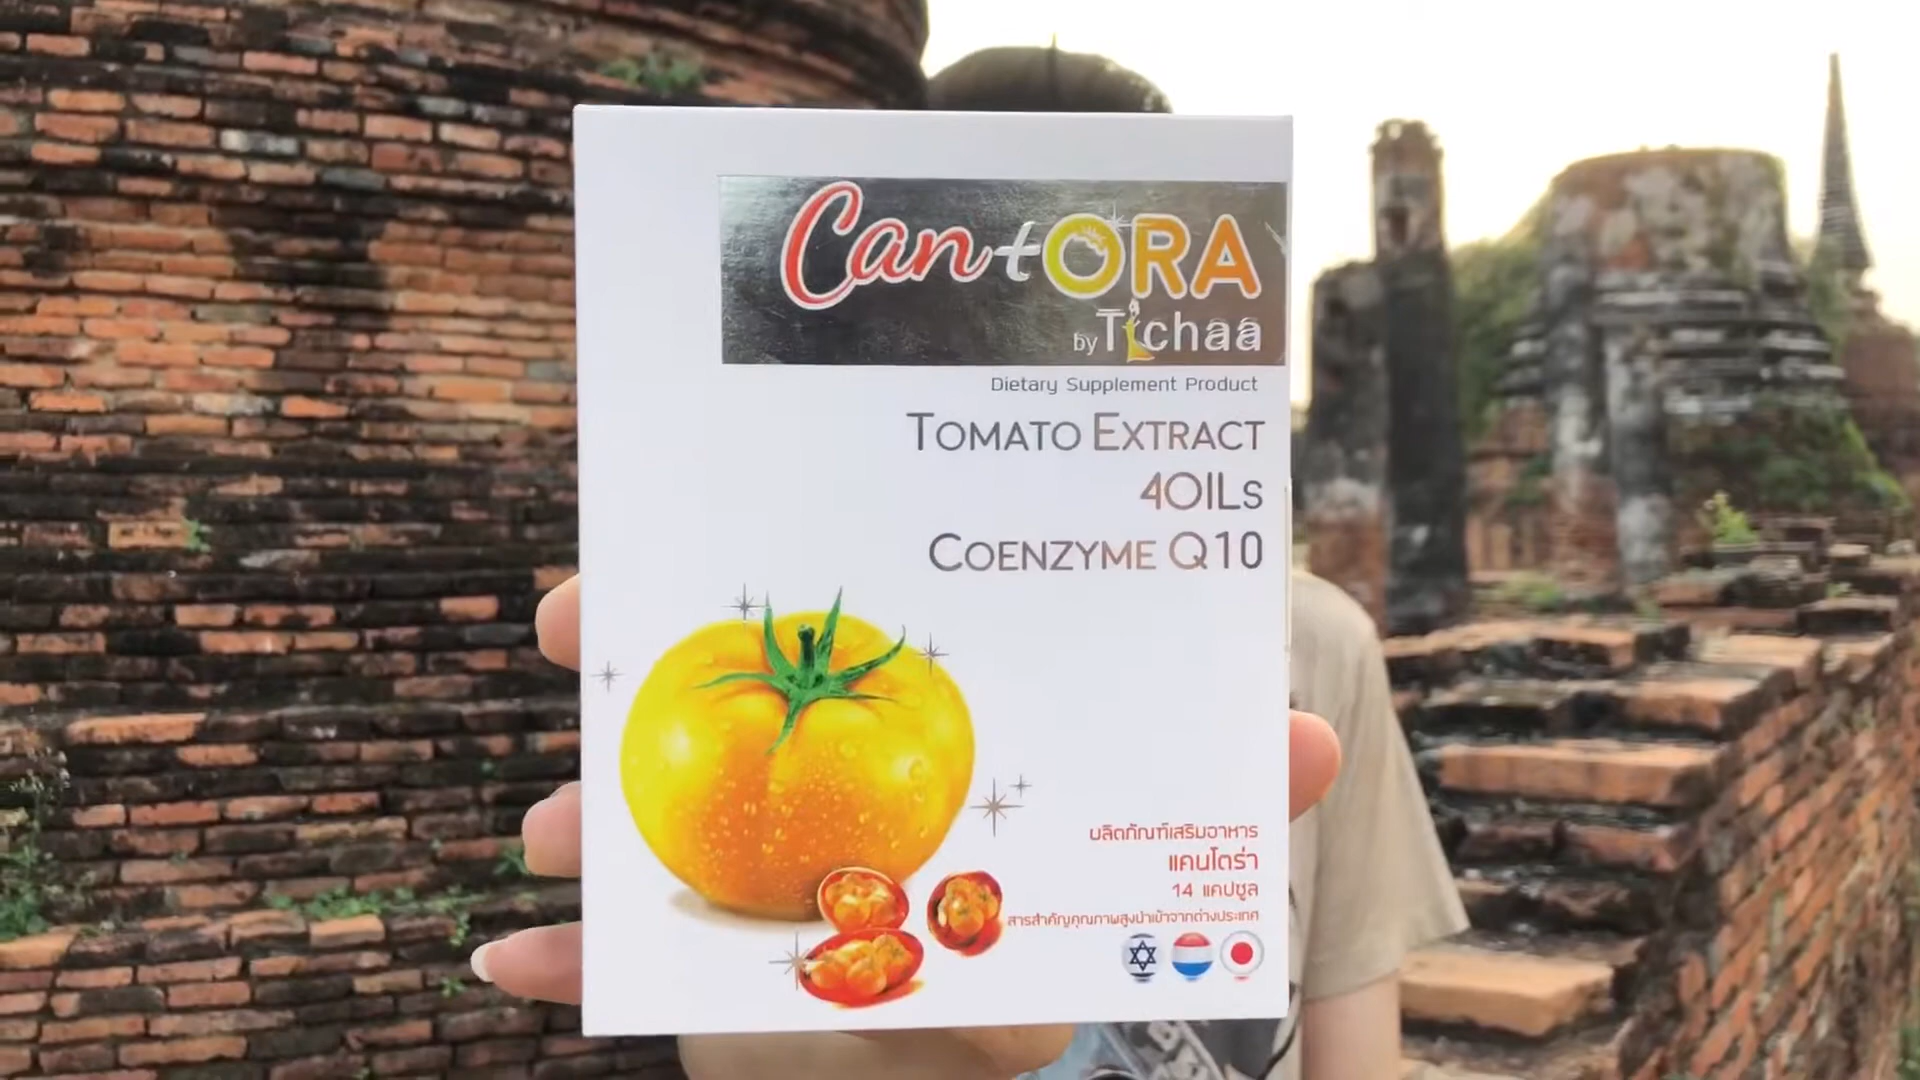 CantORA
by Tichaa
Dietary Supplement Product
TOMATO EXTRACT
4OILS
COENZYME Q10
ผลิตภัณฑ์เสริมอาหาร
แคนโตร่า
14 แคปซูล
สารสำคัญคุณภาพสูงนำเข้าจากต่างประเทศ